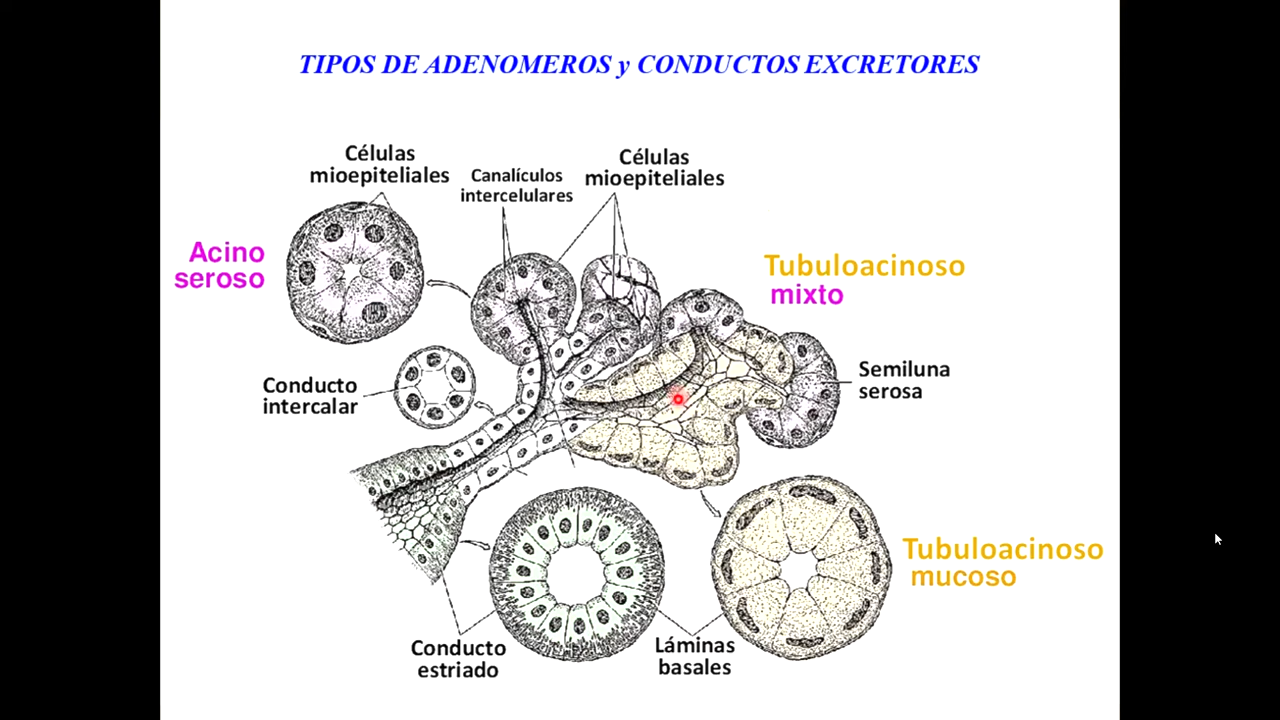 TIPOS DE ADENOMEROS y CONDUCTOS EXCRETORES
Células
mioepiteliales
Canalículos
intercelulares
Células
mioepiteliales
Acino
seroso
Tubuloacinoso
mixto
Conducto
intercalar
Semiluna
serosa
Tubuloacinoso
mucoso
Conducto
estriado
Láminas
basales